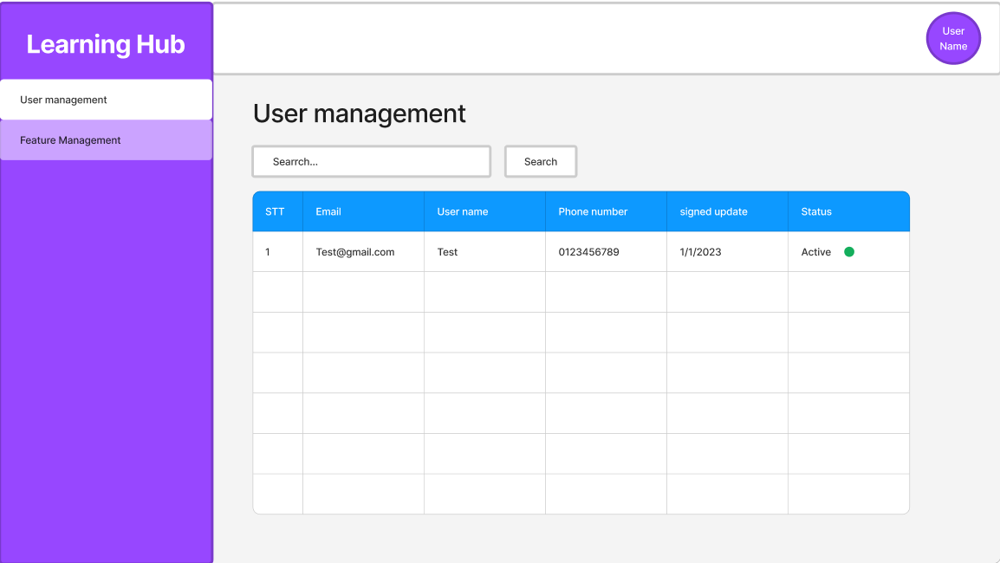 Learning Hub
User
Name
User management
Feature Management
User management
Searrch...
Search
STT Email User name Phone number signed update Status
1 Test@gmail.com Test 0123456789 1/1/2023 Active